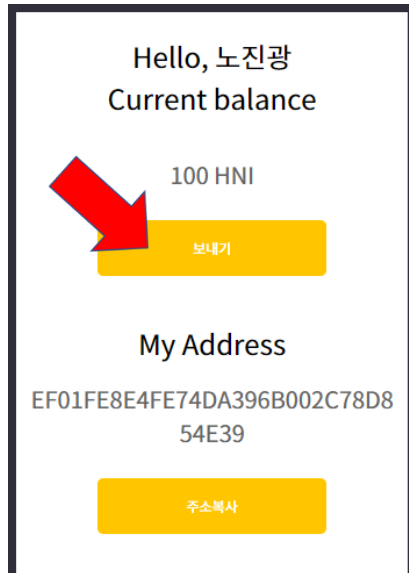 Hello, 노진광
Current balance
100 HNI
보내기
My Address
EF01FE8E4FE74DA396B002C78D8
54E39
주소복사